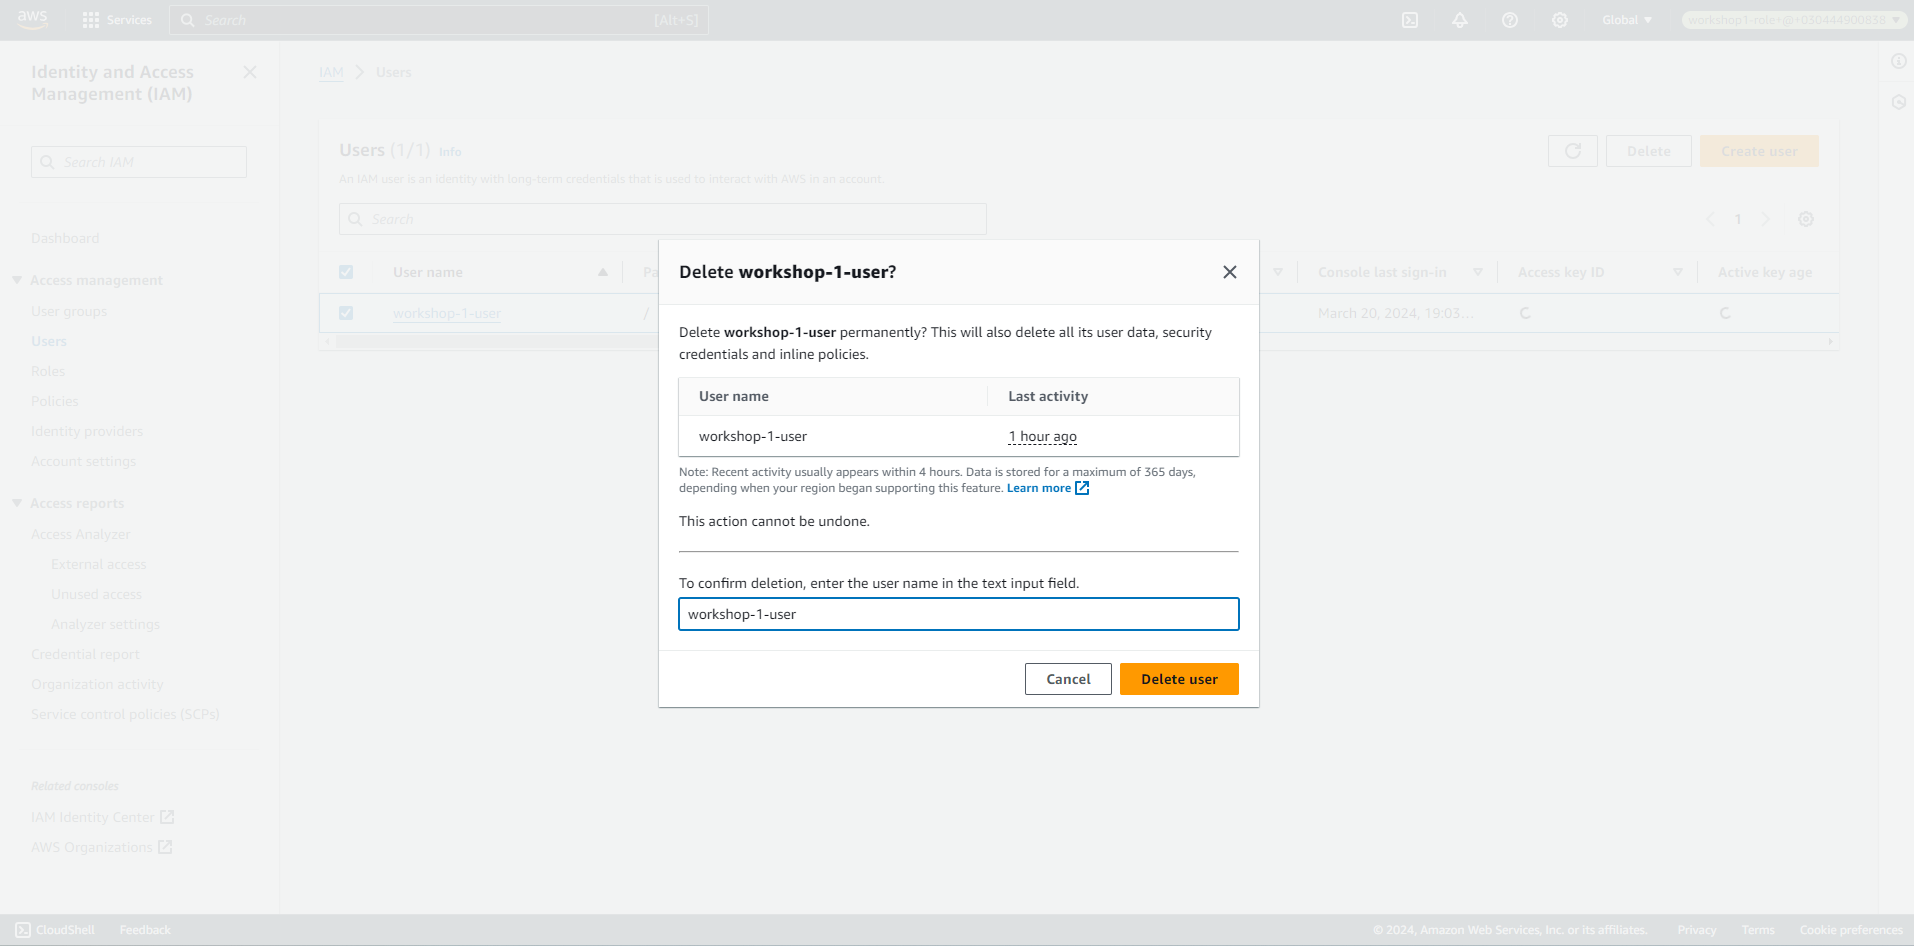 aws
Services
Search
[Alt+S]
Global
workshop1-role+@+030444900838
Identity and Access
Management (IAM)
Search IAM
Dashboard
Access management
User groups
Users
Roles
Policies
Identity providers
Account settings
Access reports
Access Analyzer
External access
Unused access
Analyzer settings
Credential report
Organization activity
Service control policies (SCPs)
Related consoles
IAM Identity Center
AWS Organizations
IAM > Users
Users (1/1) Info
An IAM user is an identity with long-term credentials that is used to interact with AWS in an account.
Delete
Create user
Search
1
User name
Pa
Console last sign-in
Access key ID
Active key age
workshop-1-user
/
March 20, 2024, 19:03...
Delete workshop-1-user?
Delete workshop-1-user permanently? This will also delete all its user data, security
credentials and inline policies.
User name
Last activity
workshop-1-user
1 hour ago
Note: Recent activity usually appears within 4 hours. Data is stored for a maximum of 365 days,
depending when your region began supporting this feature. Learn more
This action cannot be undone.
To confirm deletion, enter the user name in the text input field.
workshop-1-user
Cancel
Delete user
CloudShell
Feedback
© 2024, Amazon Web Services, Inc. or its affiliates.
Privacy
Terms
Cookie preferences